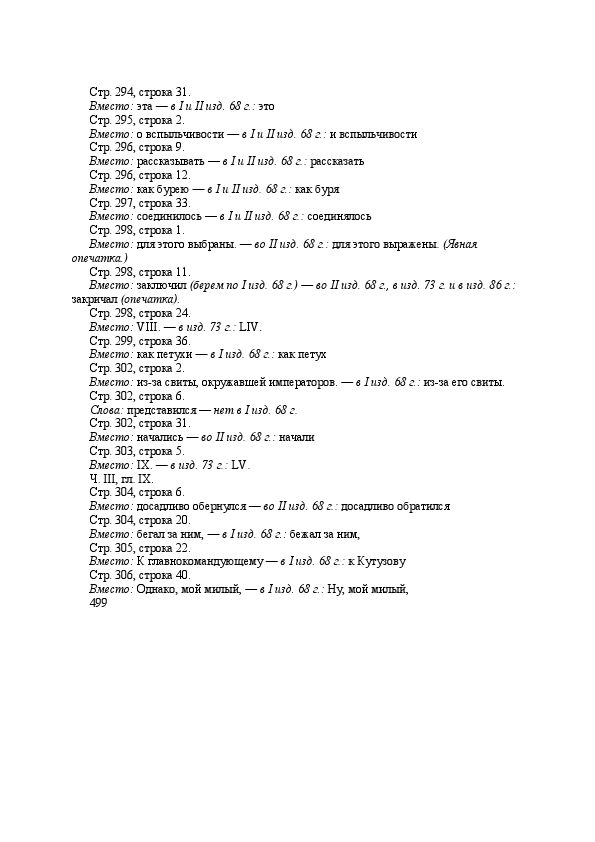 Стр. 294, строка 31.
Вместо: эта — в I и II изд. 68 г.: это
Стр. 295, строка 2.
Вместо: о вспыльчивости — в I и II изд. 68 г.: и вспыльчивости
Стр. 296, строка 9.
Вместо: рассказывать — в I и II изд. 68 г.: рассказать
Стр. 296, строка 12.
Вместо: как бурею — в I и II изд. 68 г.: как буря
Стр. 297, строка 33.
Вместо: соединилось — в I и II изд. 68 г.: соединялось
Стр. 298, строка 1.
Вместо: для этого выбраны. — во II изд. 68 г.: для этого выражены. (Явная
опечатка.)
Стр. 298, строка 11.
Вместо: заключил (берем по I изд. 68 г.) — во II изд. 68 г., в изд. 73 г. и в изд. 86 г.:
закричал (опечатка).
Стр. 298, строка 24.
Вместо: VIII. — в изд. 73 г.: LIV.
Стр. 299, строка 36.
Вместо: как петухи — в I изд. 68 г.: как петух
Стр. 302, строка 2.
Вместо: из-за свиты, окружавшей императоров. — в I изд. 68 г.: из-за его свиты.
Стр. 302, строка 6.
Слова: представился — нет в I изд. 68 г.
Стр. 302, строка 31.
Вместо: начались — во II изд. 68 г.: начали
Стр. 303, строка 5.
Вместо: IX. — в изд. 73 г.: LV.
Ч. III, гл. IX.
Стр. 304, строка 6.
Вместо: досадливо обернулся — во II изд. 68 г.: досадливо обратился
Стр. 304, строка 20.
Вместо: бегал за ним, — в I изд. 68 г.: бежал за ним,
Стр. 305, строка 22.
Вместо: К главнокомандующему — в I изд. 68 г.: к Кутузову
Стр. 306, строка 40.
Вместо: Однако, мой милый, — в I изд. 68 г.: Ну, мой милый,
499